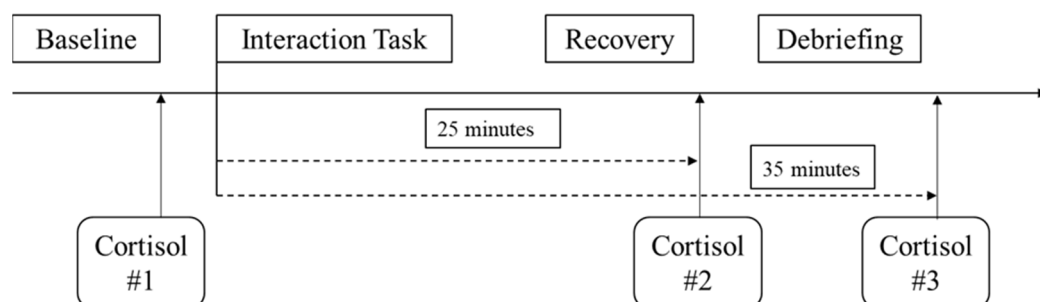 Baseline
Interaction Task
Recovery
Debriefing
25 minutes
35 minutes
Cortisol
#1
Cortisol
#2
Cortisol
#3